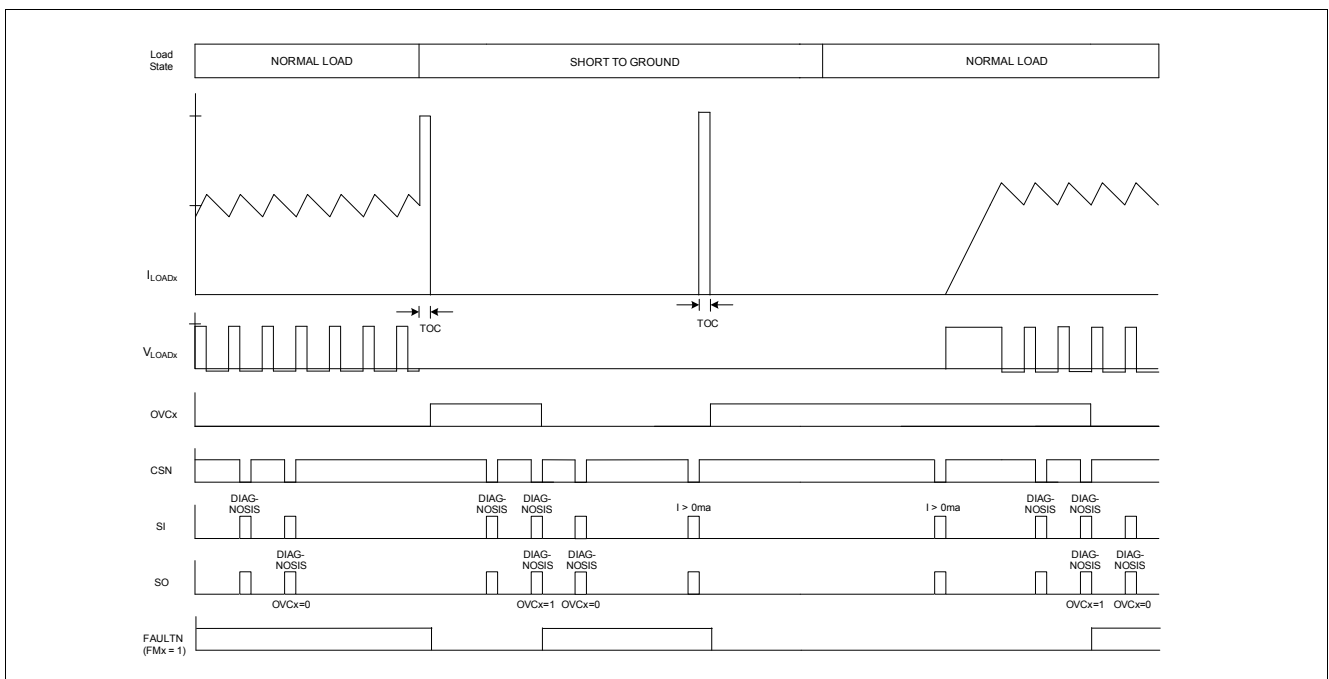 Load
State
NORMAL LOAD
SHORT TO GROUND
NORMAL LOAD
ILOADx
TOC
TOC
VLOADx
OVCx
CSN
SI
DIAG-
NOSIS
DIAG-
NOSIS
DIAG-
NOSIS
I > 0ma
I > 0ma
DIAG-
NOSIS
DIAG-
NOSIS
SO
DIAG-
NOSIS
DIAG-
NOSIS
DIAG-
NOSIS
DIAG-
NOSIS
DIAG-
NOSIS
OVCx=0
OVCx=1
OVCx=0
OVCx=1
OVCx=0
FAULTN
(FMx = 1)